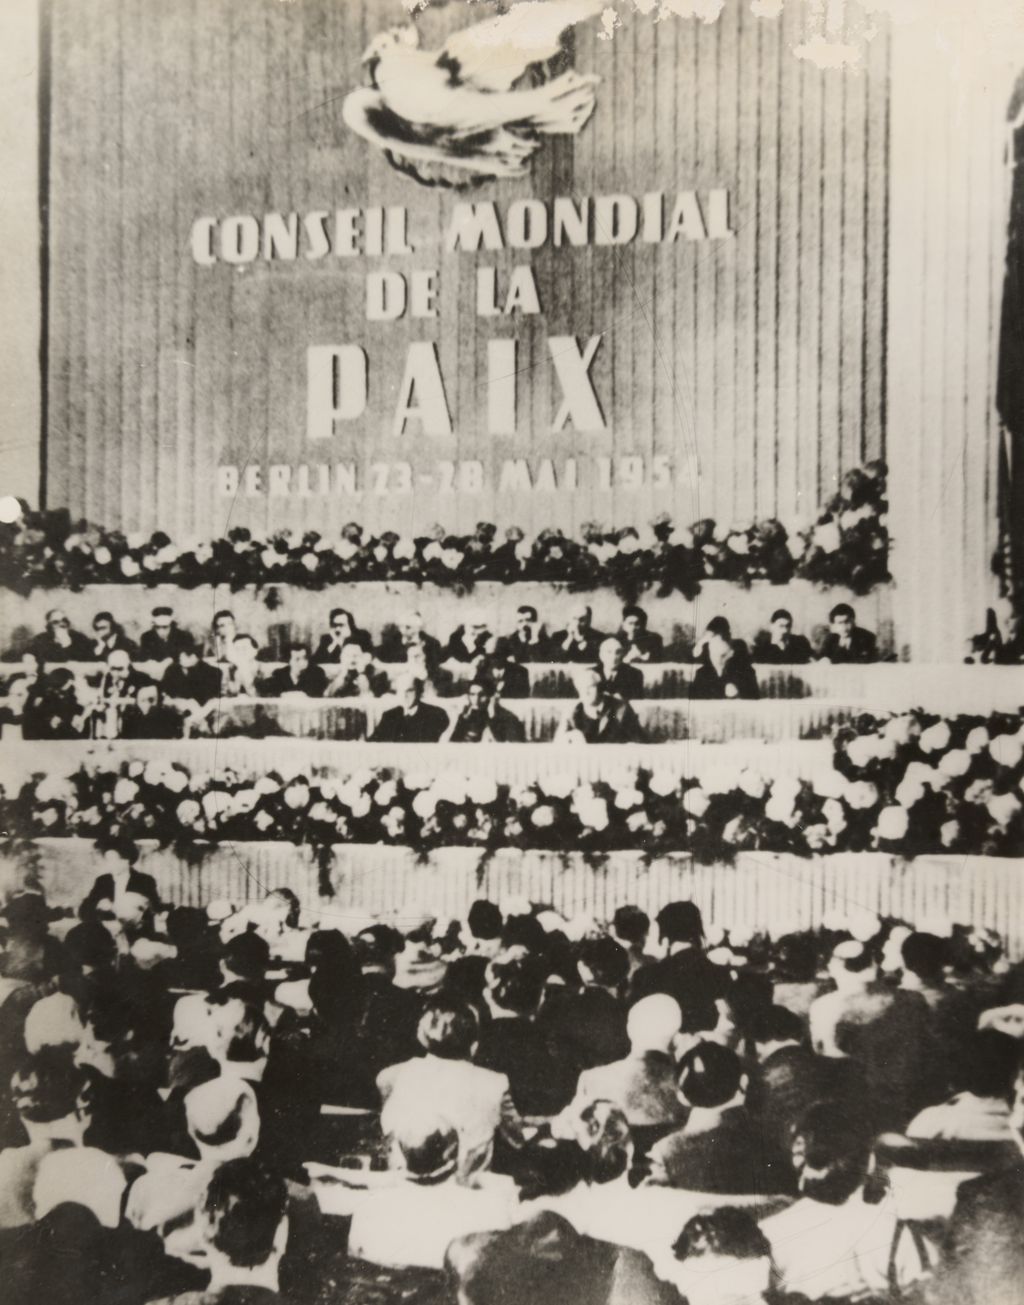 CONSEIL MONDIAL
DE LA
PAIX
BERLIN 23-28 MAI 1954